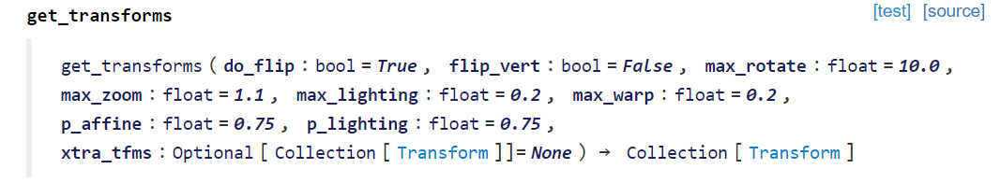 get_transforms [test] [source]
get_transforms ( do_flip : bool = True , flip_vert : bool = False , max_rotate : float = 10.0 ,
max_zoom : float = 1.1 , max_lighting : float = 0.2 , max_warp : float = 0.2 ,
p_affine : float = 0.75 , p_lighting : float = 0.75 ,
xtra_tfms : Optional [ Collection [ Transform ]]= None ) → Collection [ Transform ]